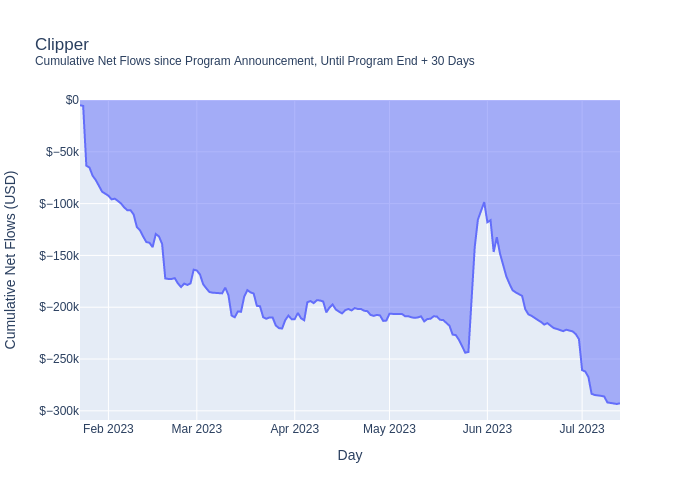 Clipper
Cumulative Net Flows since Program Announcement, Until Program End + 30 Days
Cumulative Net Flows (USD)
$0
$−50k
$−100k
$−150k
$−200k
$−250k
$−300k
Feb 2023
Mar 2023
Apr 2023
May 2023
Jun 2023
Jul 2023
Day